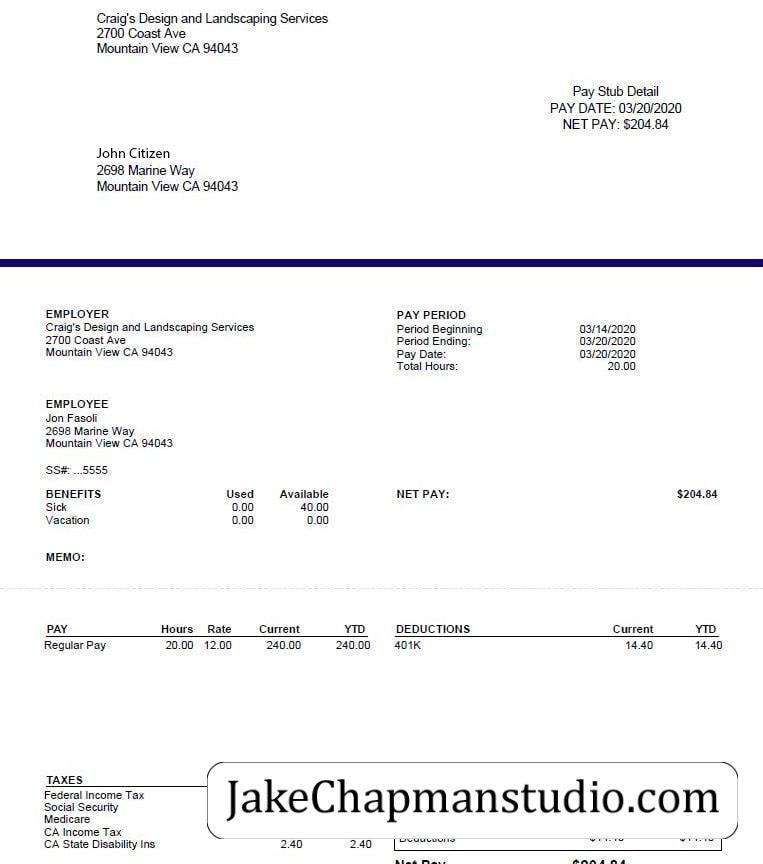 Craig's Design and Landscaping Services
2700 Coast Ave
Mountain View CA 94043
Pay Stub Detail
PAY DATE: 03/20/2020
NET PAY: $204.84
John Citizen
2698 Marine Way
Mountain View CA 94043
EMPLOYER
Craig's Design and Landscaping Services
2700 Coast Ave
Mountain View CA 94043
PAY PERIOD
Period Beginning 03/14/2020
Period Ending: 03/20/2020
Pay Date: 03/20/2020
Total Hours: 20.00
EMPLOYEE
Jon Fasoli
2698 Marine Way
Mountain View CA 94043
SS#: ...5555
BENEFITS Used Available
Sick 0.00 40.00
Vacation 0.00 0.00
NET PAY: $204.84
MEMO:
PAY Hours Rate Current YTD
Regular Pay 20.00 12.00 240.00 240.00
DEDUCTIONS Current YTD
401K 14.40 14.40
TAXES
Federal Income Tax
Social Security
Medicare
CA Income Tax
CA State Disability Ins 2.40 2.40
JakeChapmanstudio.com
Deductions
Net Pay $204.84